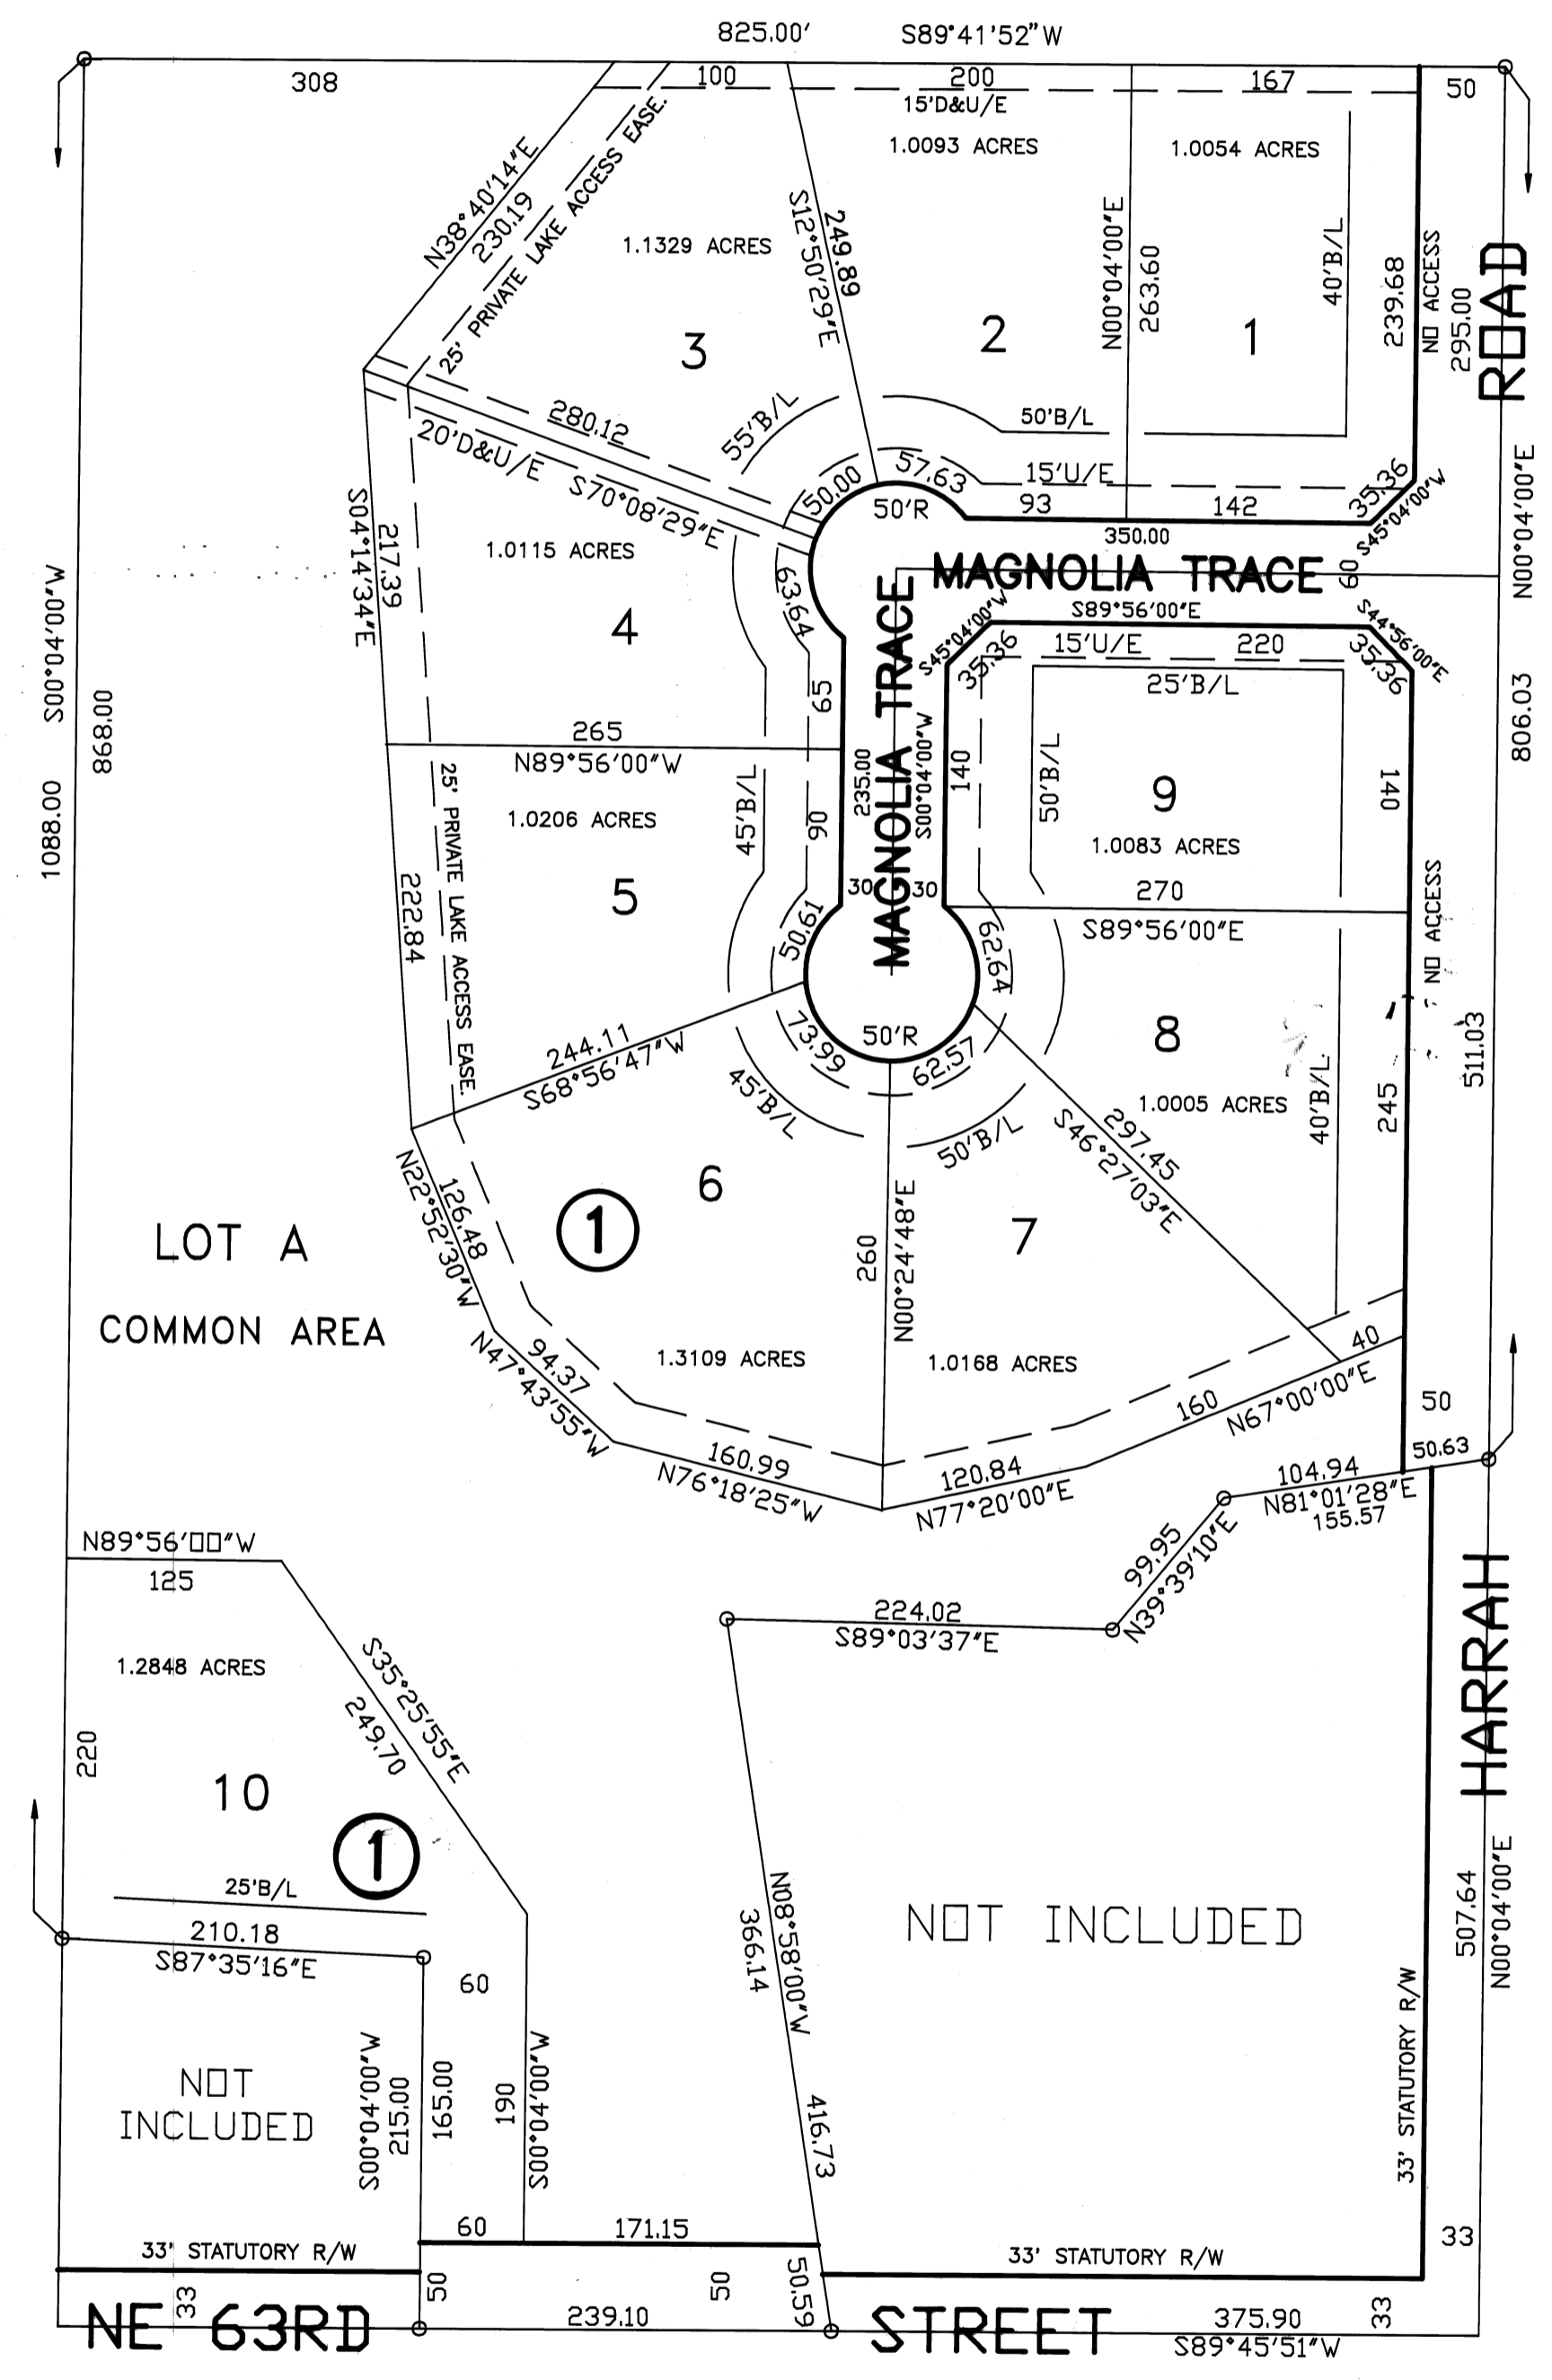 825.00' S89°41'52"W
308
100
200
167
50
15'D&U/E
1.0093 ACRES
1.0054 ACRES
N38°40'14"E
230.19
25' PRIVATE LAKE ACCESS EASE.
1.1329 ACRES
S12°50'29"E
249.89
N00°04'00"E
263.60
40'B/L
239.68
NO ACCESS
295.00
ROAD
3
2
1
55'B/L
50'B/L
280.12
20'D&U/E
S70°08'29"E
50.00
57.63
15'U/E
50'R
93
142
35.36
S45°04'00"W
350.00
N00°04'00"E
MAGNOLIA TRACE
60
S04°14'34"E
217.39
1.0115 ACRES
4
63.64
65
S89°56'00"E
S45°04'00"W
35.36
15'U/E
220
S44°56'00"E
35.36
25'B/L
S00°04'00"W
868.00
1088.00
806.03
265
N89°56'00"W
MAGNOLIA TRACE
235.00
S00°04'00"W
140
50'B/L
9
1.0083 ACRES
140
1.0206 ACRES
5
45'B/L
90
30
30
25' PRIVATE LAKE ACCESS EASE.
222.84
50.61
62.64
270
S89°56'00"E
NO ACCESS
511.03
244.11
S68°56'47"W
50'R
73.99
62.57
45'B/L
50'B/L
8
1.0005 ACRES
40'B/L
245
297.45
S46°27'03"E
N22°52'30"W
126.48
6
1
7
260
N00°24'48"E
LOT A
COMMON AREA
N47°43'55"W
94.37
1.3109 ACRES
1.0168 ACRES
160.99
N76°18'25"W
120.84
N77°20'00"E
160
40
N67°00'00"E
50
50.63
104.94
N81°01'28"E
155.57
99.95
N39°39'10"E
224.02
S89°03'37"E
N89°56'00"W
125
1.2848 ACRES
S35°25'55"E
249.70
220
10
1
25'B/L
210.18
S87°35'16"E
60
HARRAH
N08°58'00"W
366.14
NOT INCLUDED
507.64
N00°04'00"E
33' STATUTORY R/W
NOT
INCLUDED
S00°04'00"W
215.00
165.00
190
S00°04'00"W
416.73
60
171.15
33' STATUTORY R/W
33' STATUTORY R/W
33
33
50
50
50.59
33
239.10
375.90
S89°45'51"W
NE 63RD STREET